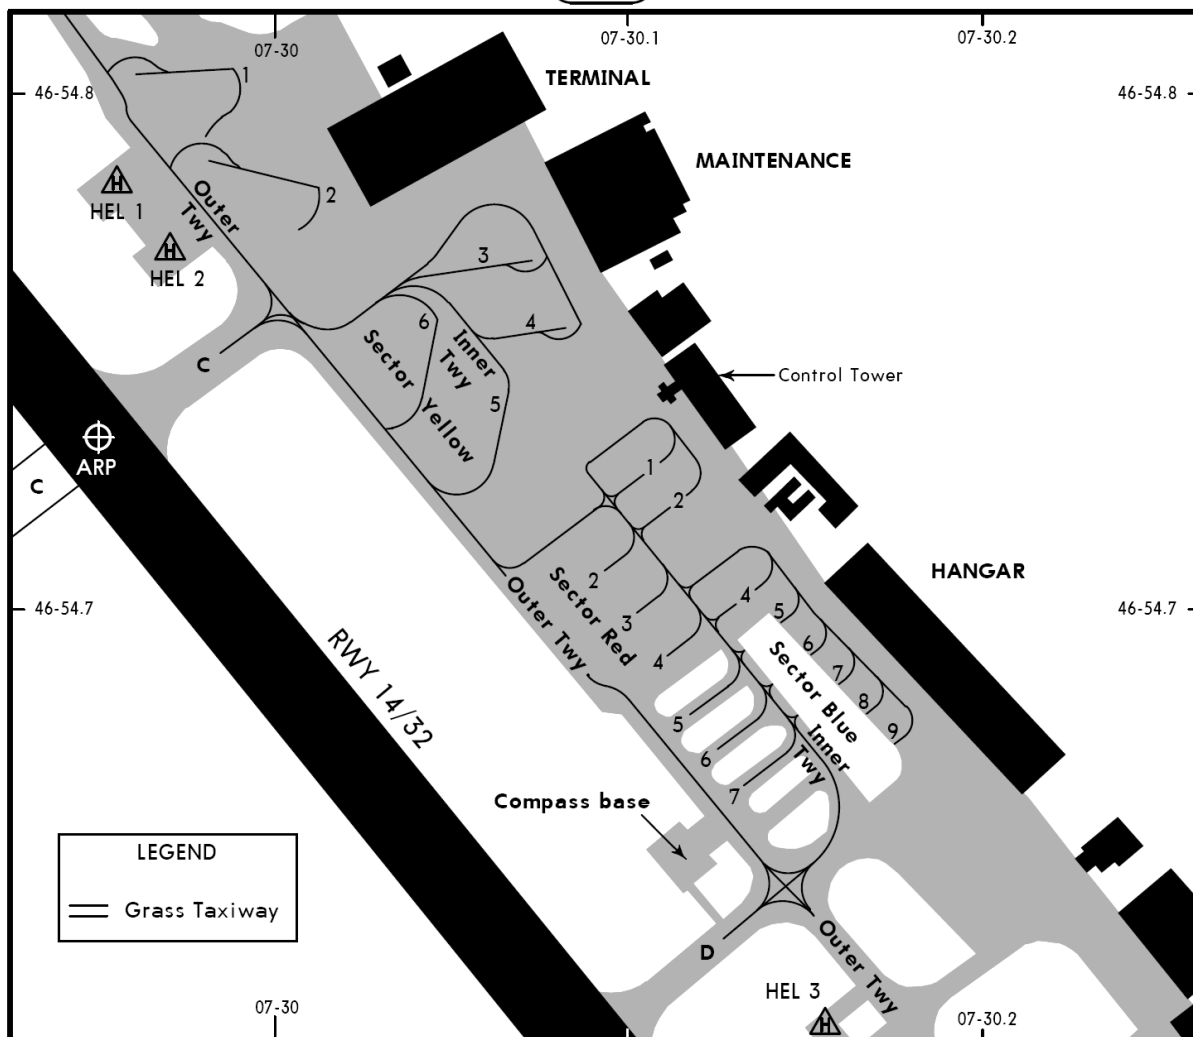 07-30
07-30.1
07-30.2
46-54.8
46-54.8
TERMINAL
MAINTENANCE
1
2
3
4
5
6
HEL 1
HEL 2
Outer
Twy
C
Sector
Yellow
Inner
Twy
Control Tower
ARP
C
1
2
2
3
4
5
6
7
Sector Red
Outer Twy
4
5
6
7
8
9
Sector Blue
Inner
Twy
HANGAR
46-54.7
46-54.7
RWY 14/32
Compass base
LEGEND
Grass Taxiway
D
Outer Twy
HEL 3
07-30
07-30.2